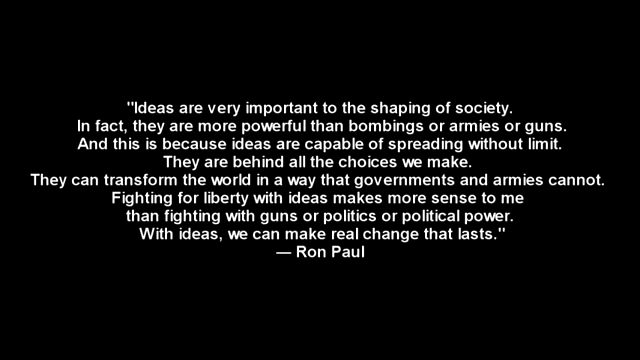 "Ideas are very important to the shaping of society.
In fact, they are more powerful than bombings or armies or guns.
And this is because ideas are capable of spreading without limit.
They are behind all the choices we make.
They can transform the world in a way that governments and armies cannot.
Fighting for liberty with ideas makes more sense to me
than fighting with guns or politics or political power.
With ideas, we can make real change that lasts."
— Ron Paul